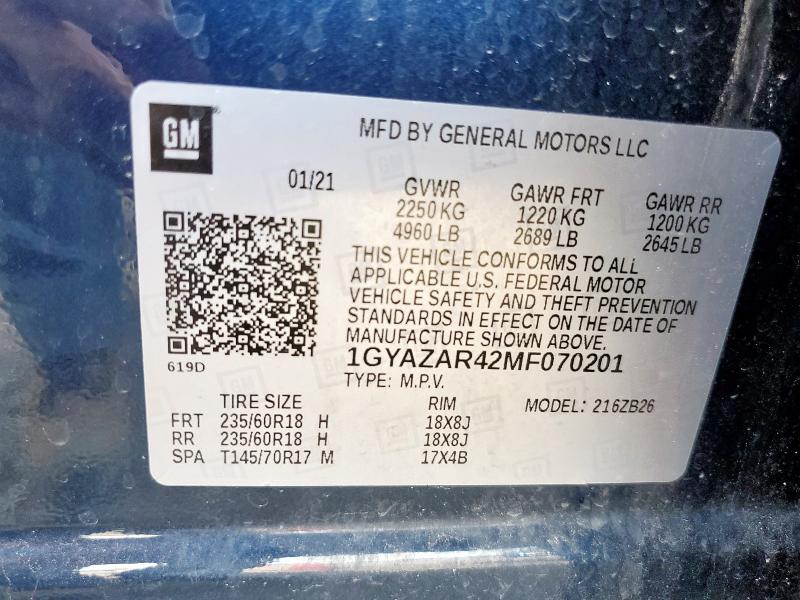 GM
MFD BY GENERAL MOTORS LLC
01/21
GVWR GAWR FRT GAWR RR
2250 KG 1220 KG 1200 KG
4960 LB 2689 LB 2645 LB
THIS VEHICLE CONFORMS TO ALL
APPLICABLE U.S. FEDERAL MOTOR
VEHICLE SAFETY AND THEFT PREVENTION
STANDARDS IN EFFECT ON THE DATE OF
MANUFACTURE SHOWN ABOVE.
619D
1GYAZAR42MF070201
TYPE: M.P.V.
TIRE SIZE RIM MODEL: 216ZB26
FRT 235/60R18 H 18X8J
RR 235/60R18 H 18X8J
SPA T145/70R17 M 17X4B